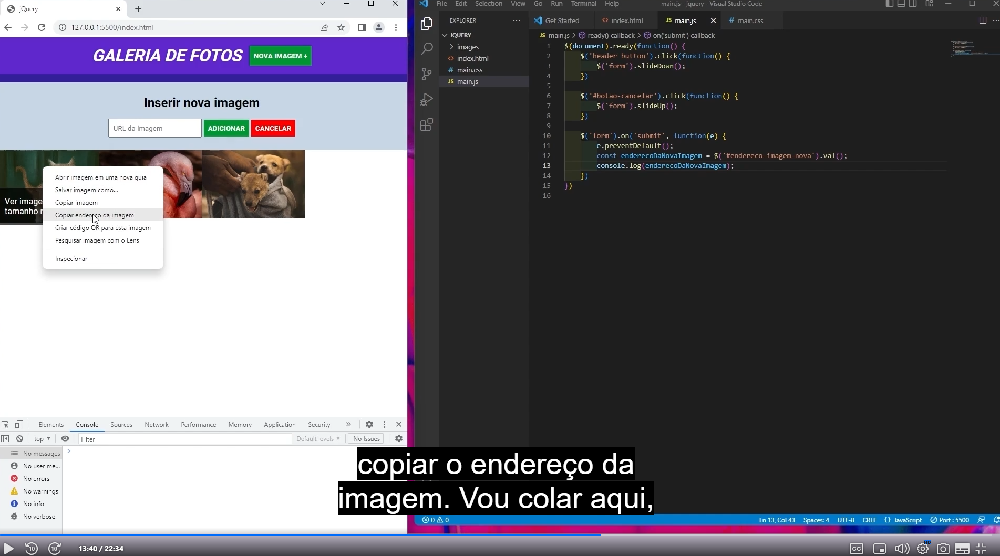 jQuery
127.0.0.1:5500/index.html
GALERIA DE FOTOS
NOVA IMAGEM +
Inserir nova imagem
URL da imagem
ADICIONAR
CANCELAR
Ver image
tamanho
Abrir imagem em uma nova guia
Salvar imagem como...
Copiar imagem
Copiar endereço da imagem
Criar código QR para esta imagem
Pesquisar imagem com o Lens
Inspecionar
Elements Console Sources Network Performance Memory Application Security
top Filter Default levels No Issues
No messages
No user me...
No errors
No warnings
No info
No verbose
File Edit Selection View Go Run Terminal Help
main.js - jquery - Visual Studio Code
EXPLORER
JQUERY
images
index.html
main.css
JS main.js
Get Started
index.html
JS main.js
# main.css
JS main.js > ready() callback > on('submit') callback
1 $(document).ready(function() {
2 $('header button').click(function() {
3 $('form').slideDown();
4 })
5
6 $('#botao-cancelar').click(function() {
7 $('form').slideUp();
8 })
9
10 $('form').on('submit', function(e) {
11 e.preventDefault();
12 const enderecoDaNovaImagem = $('#endereco-imagem-nova').val();
13 console.log(enderecoDaNovaImagem);
14 })
15 })
16
copiar o endereço da
imagem. Vou colar aqui,
0 0
Ln 13, Col 43 Spaces: 4 UTF-8 CRLF {} JavaScript Port : 5500
10 10 13:40 / 22:34
CC HD